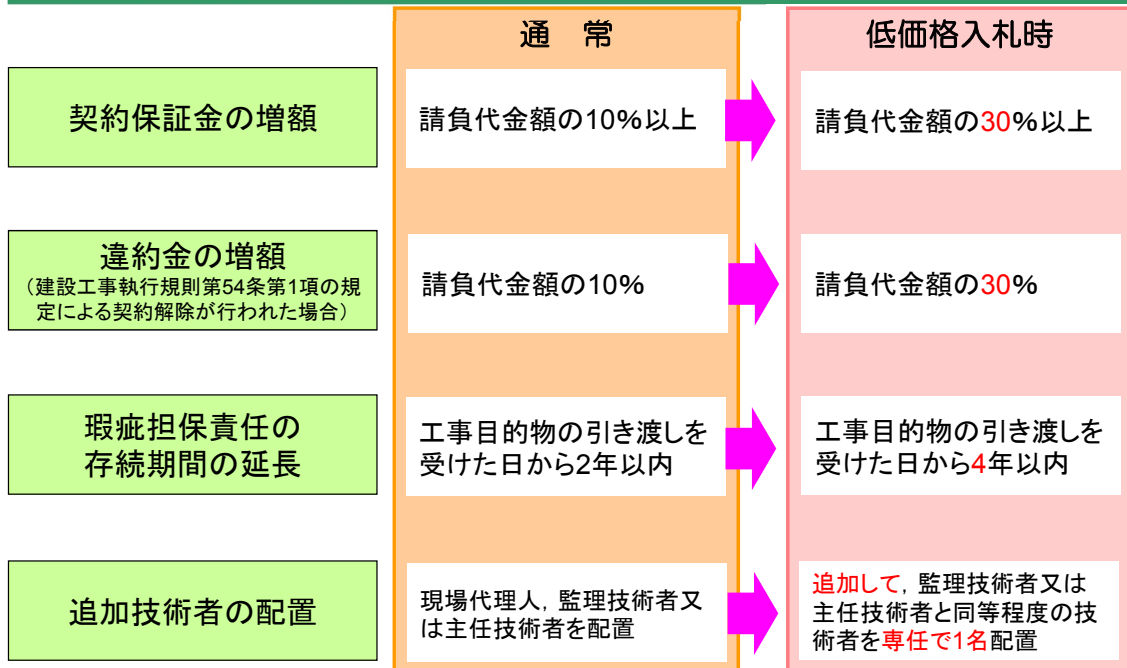 通 常
低価格入札時
契約保証金の増額
請負代金額の10%以上
請負代金額の30%以上
違約金の増額
（建設工事執行規則第54条第1項の規
定による契約解除が行われた場合）
請負代金額の10%
請負代金額の30%
瑕疵担保責任の
存続期間の延長
工事目的物の引き渡しを
受けた日から2年以内
工事目的物の引き渡しを
受けた日から4年以内
追加技術者の配置
現場代理人，監理技術者又
は主任技術者を配置
追加して，監理技術者又は
主任技術者と同等程度の技
術者を専任で1名配置